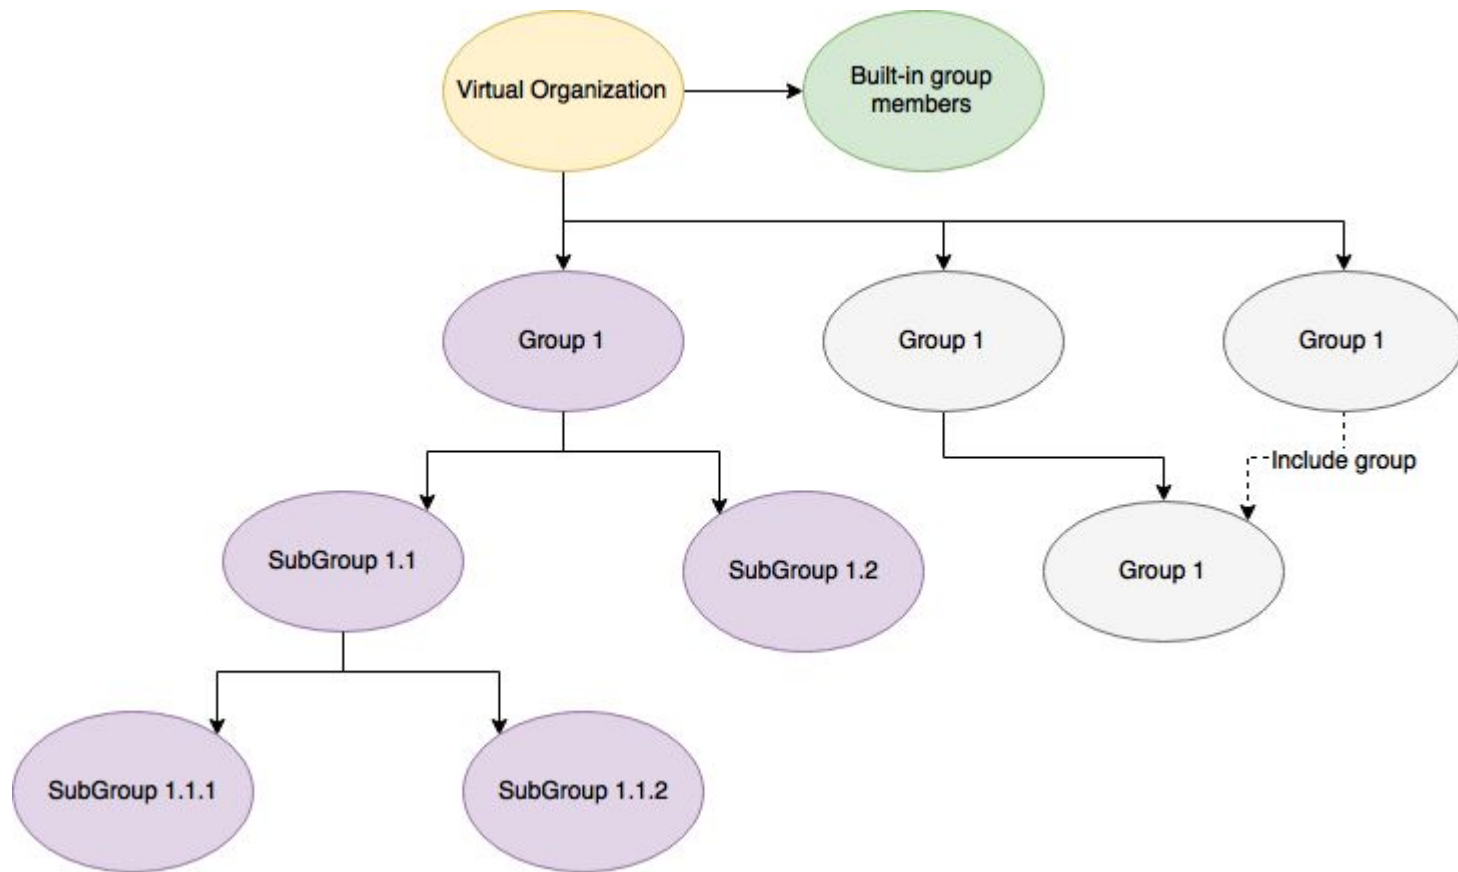 Virtual Organization
Built-in group
members
Group 1
Group 1
Group 1
Include group
SubGroup 1.1
SubGroup 1.2
Group 1
SubGroup 1.1.1
SubGroup 1.1.2